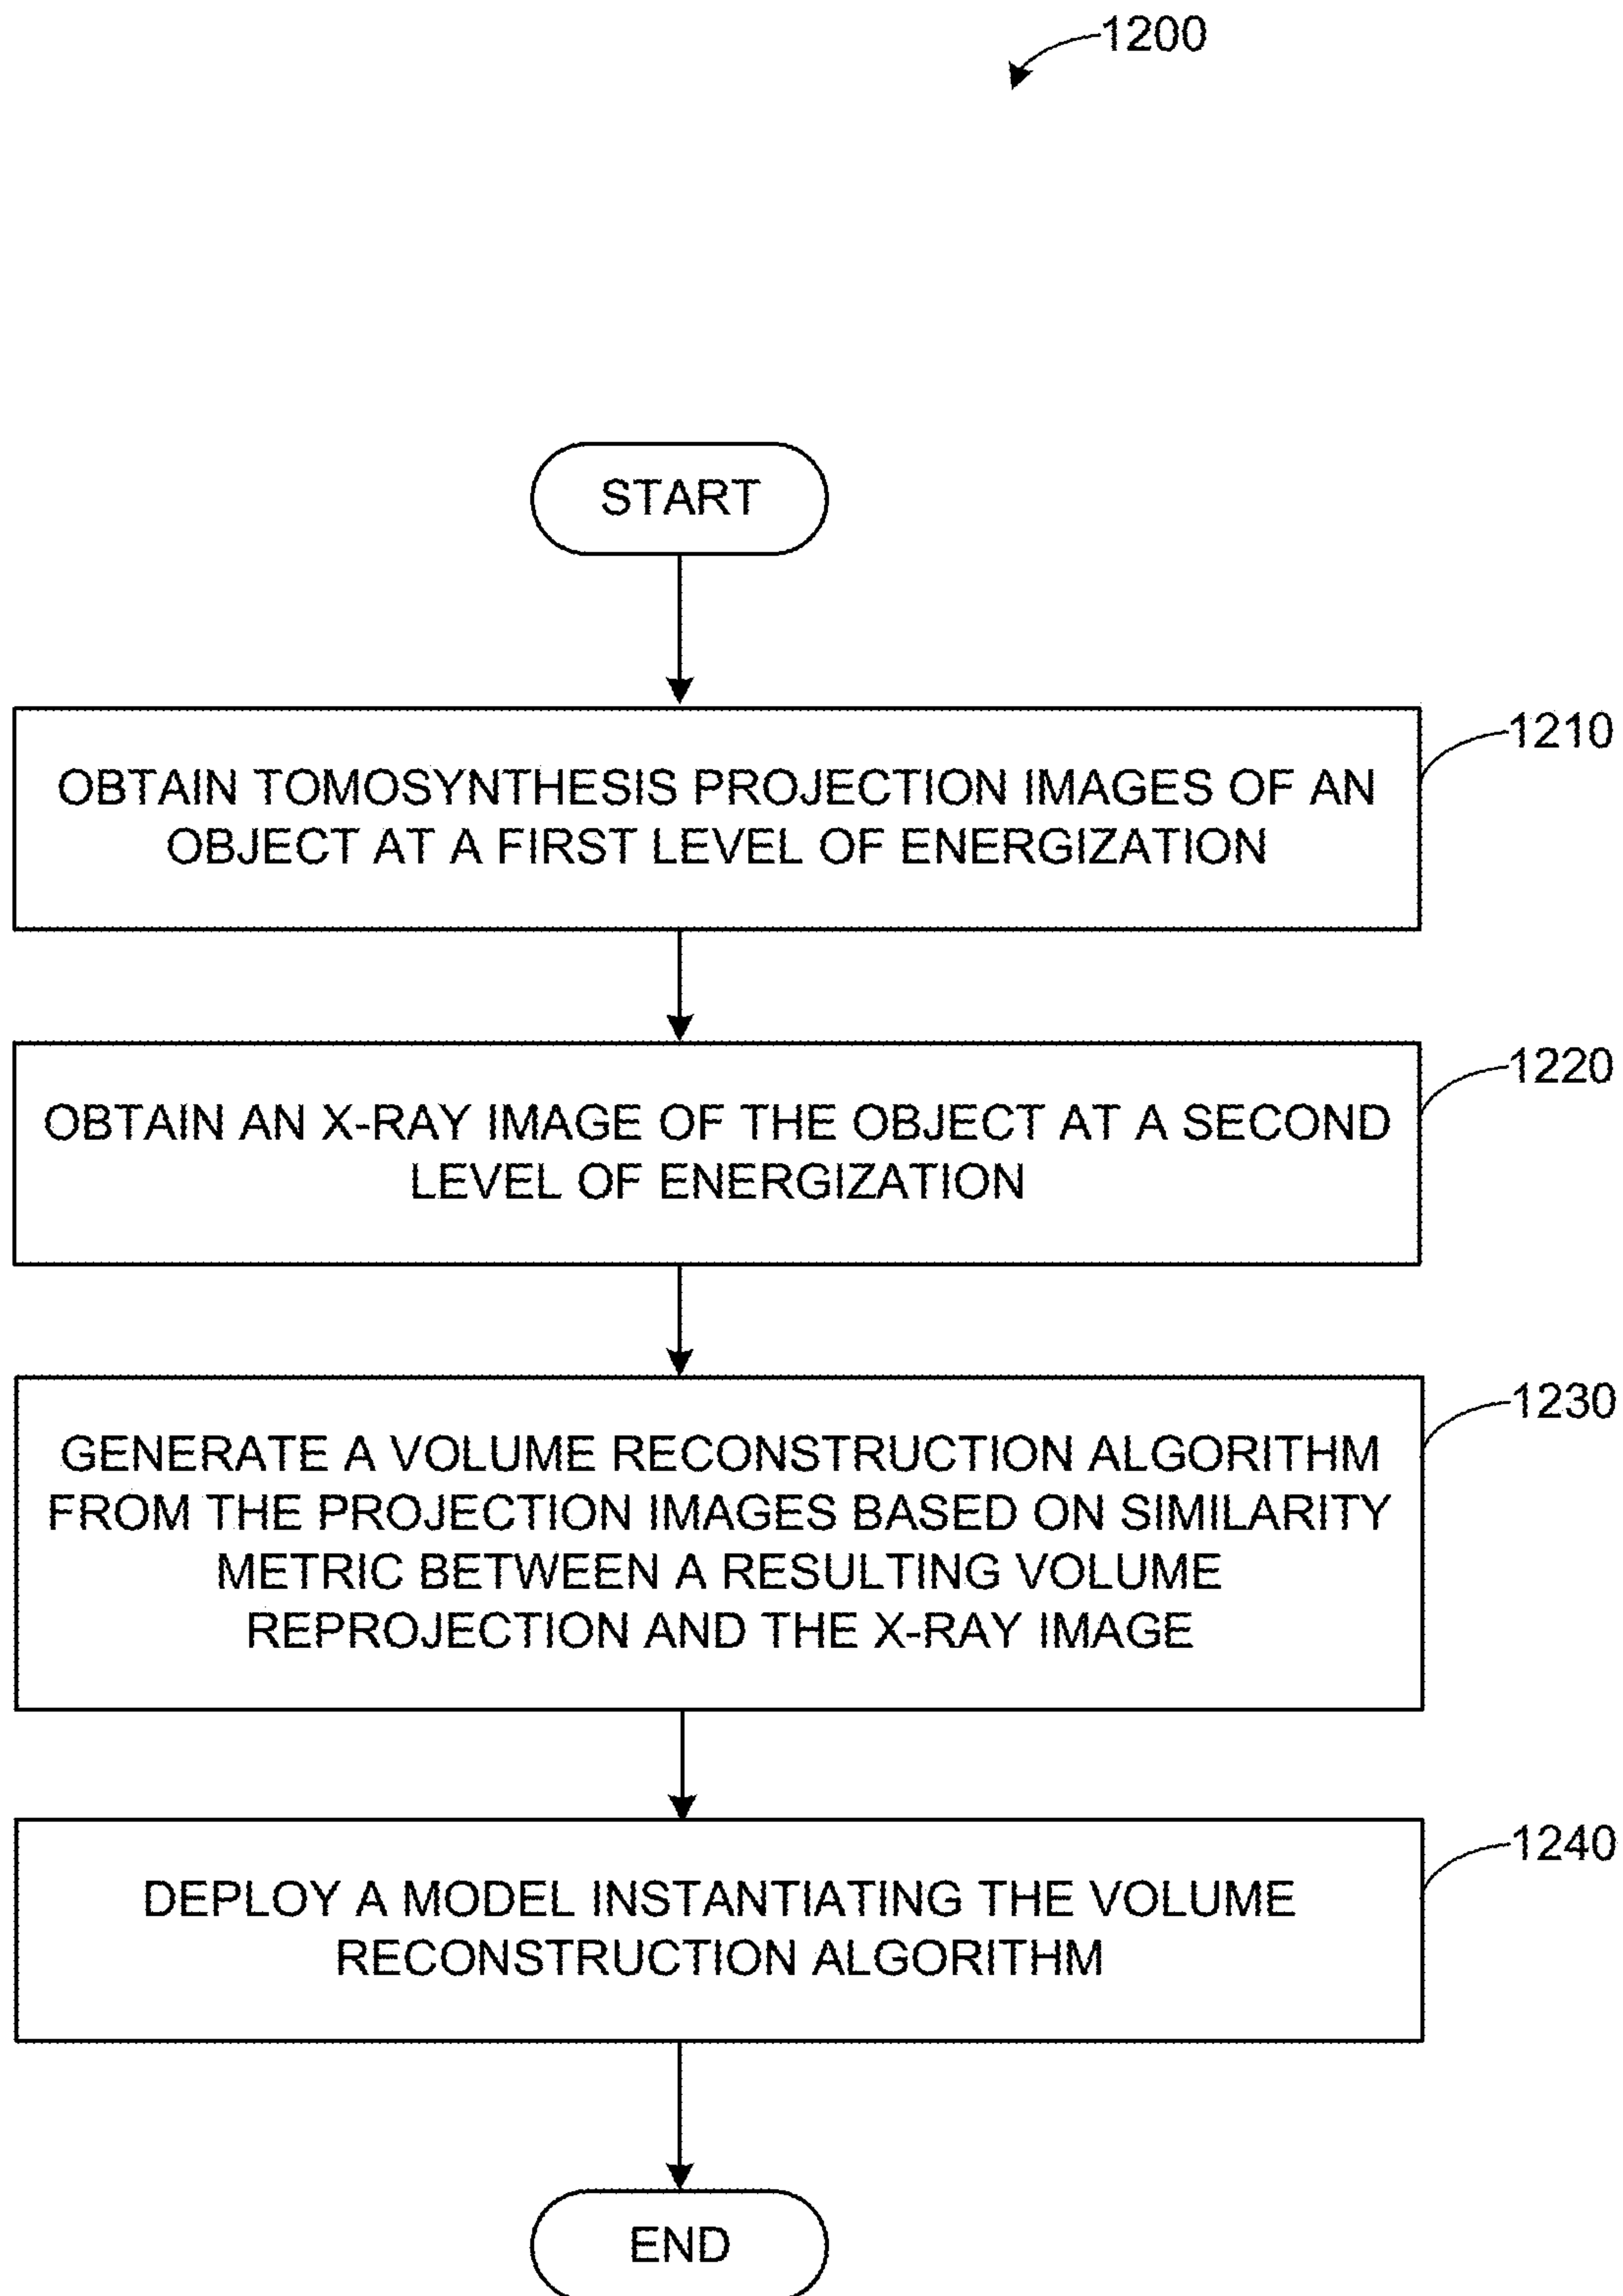 1200
START
1210
OBTAIN TOMOSYNTHESIS PROJECTION IMAGES OF AN
OBJECT AT A FIRST LEVEL OF ENERGIZATION
1220
OBTAIN AN X-RAY IMAGE OF THE OBJECT AT A SECOND
LEVEL OF ENERGIZATION
1230
GENERATE A VOLUME RECONSTRUCTION ALGORITHM
FROM THE PROJECTION IMAGES BASED ON SIMILARITY
METRIC BETWEEN A RESULTING VOLUME
REPROJECTION AND THE X-RAY IMAGE
1240
DEPLOY A MODEL INSTANTIATING THE VOLUME
RECONSTRUCTION ALGORITHM
END